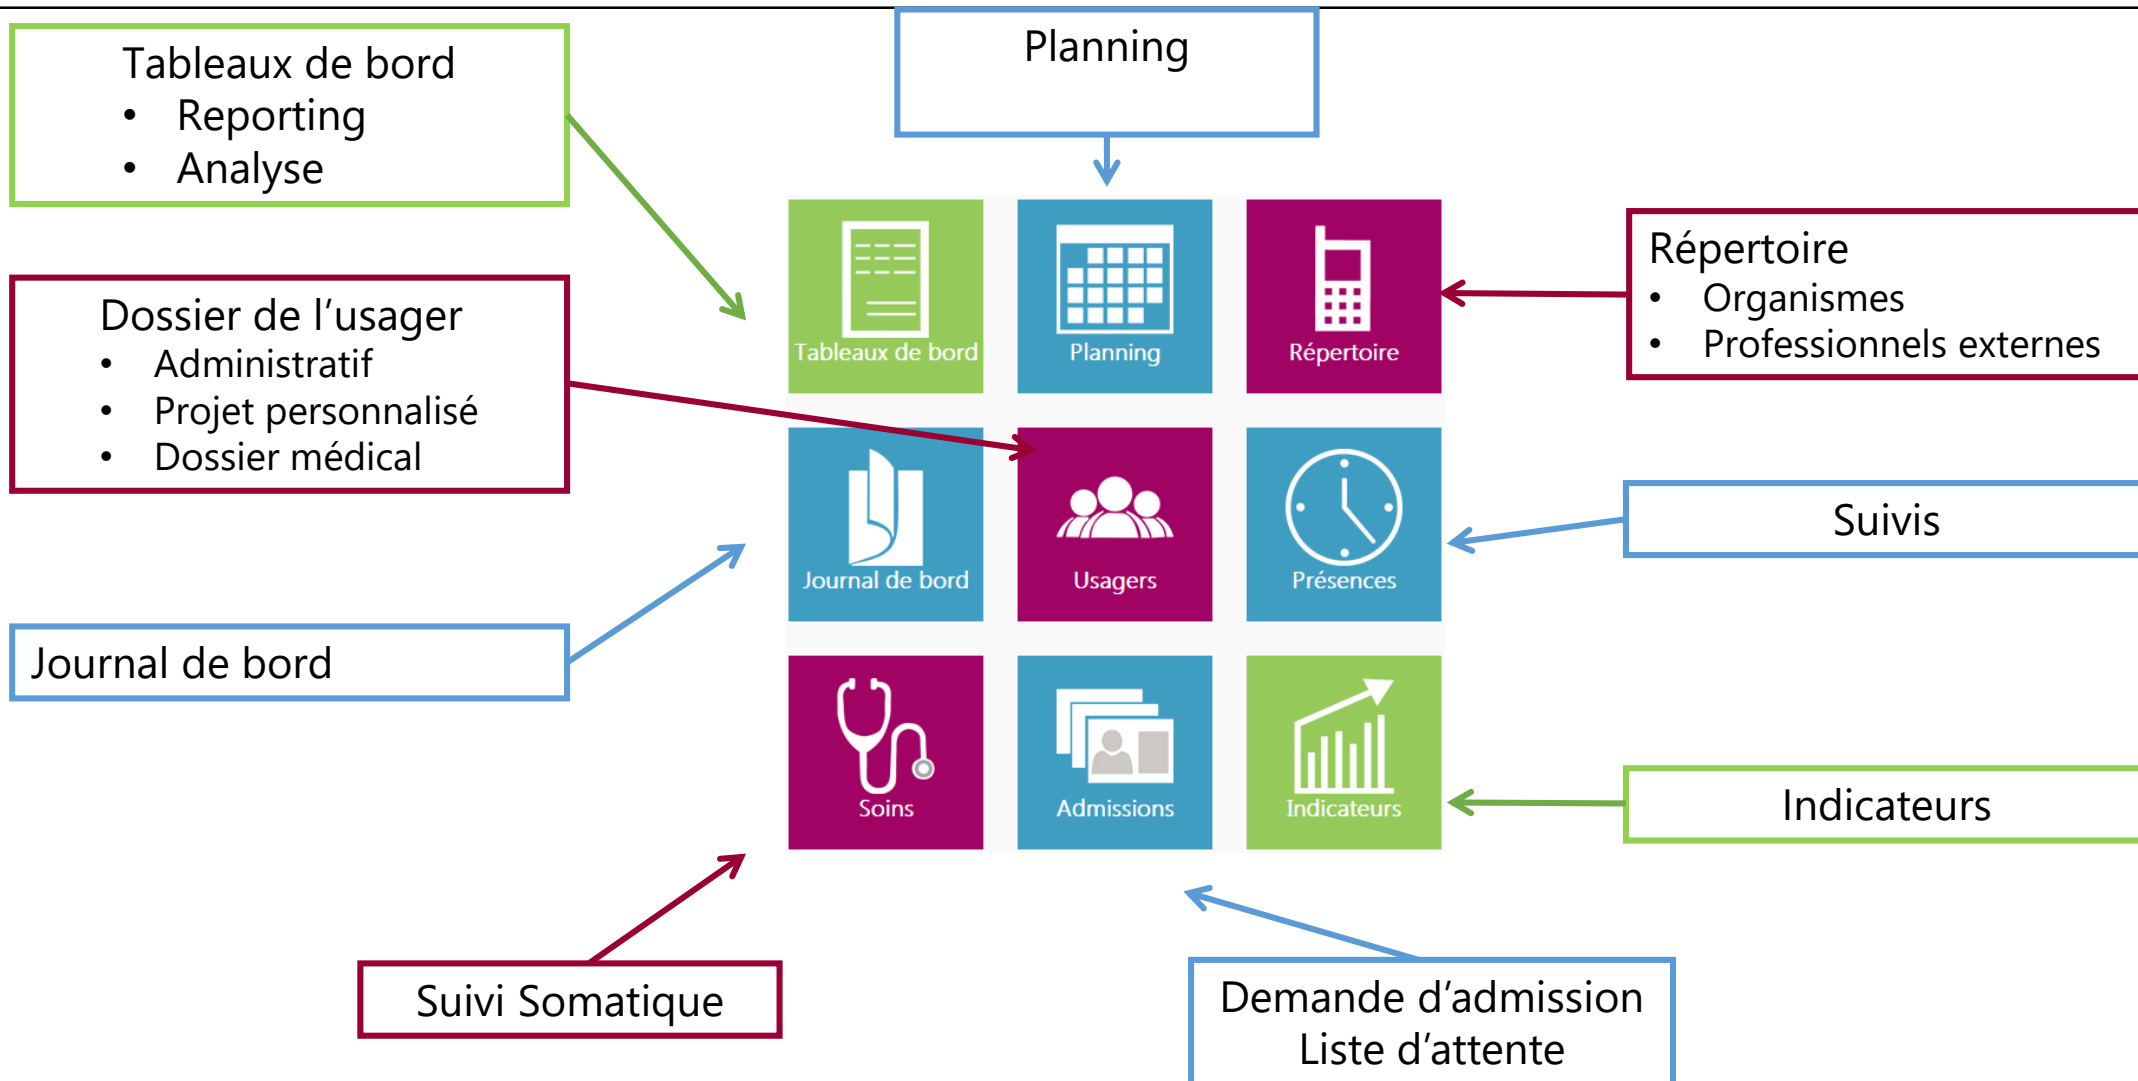 Tableaux de bord
• Reporting
• Analyse
Planning
Dossier de l’usager
• Administratif
• Projet personnalisé
• Dossier médical
Répertoire
• Organismes
• Professionnels externes
Tableaux de bord
Planning
Répertoire
Journal de bord
Usagers
Présences
Suivis
Journal de bord
Soins
Admissions
Indicateurs
Indicateurs
Suivi Somatique
Demande d’admission
Liste d’attente